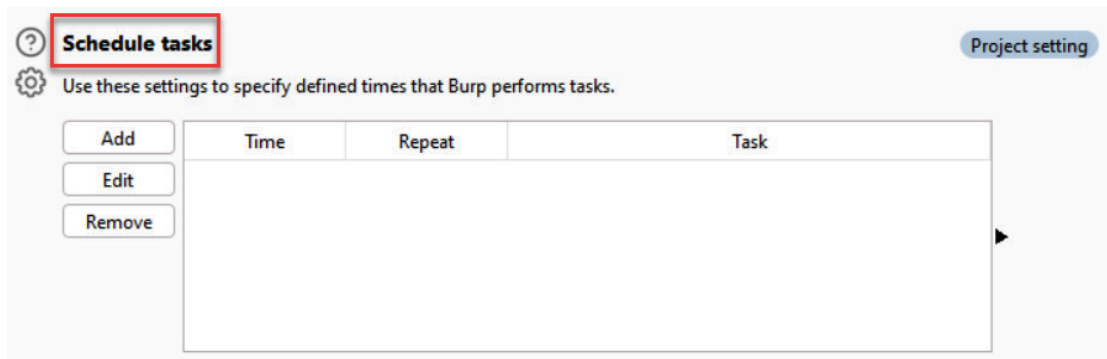 Schedule tasks
Project setting
Use these settings to specify defined times that Burp performs tasks.
Add
Time Repeat Task
Edit
Remove